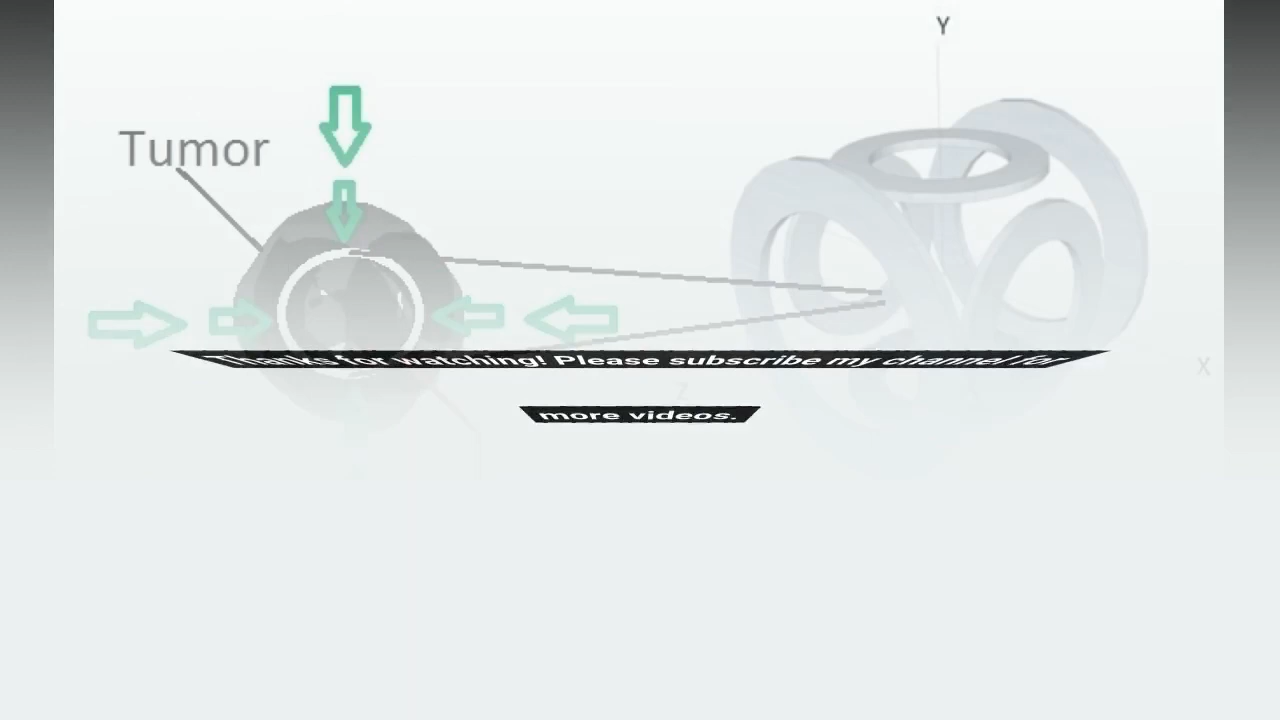 Y
Tumor
X
Thanks for watching! Please subscribe my channel for
Z
more videos.